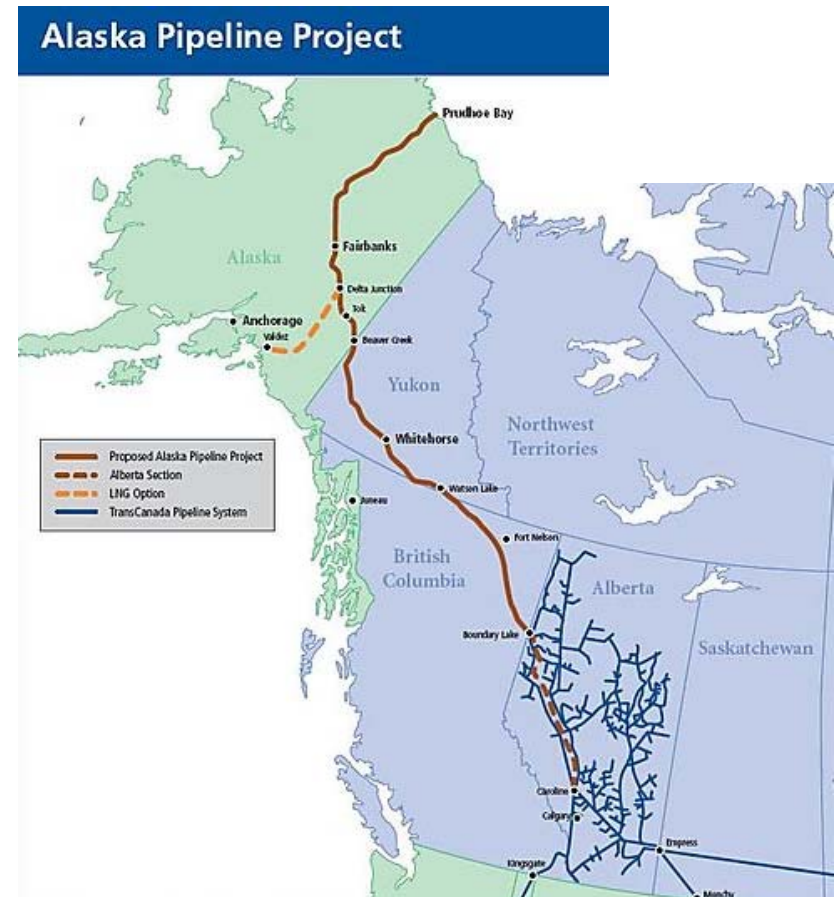 Alaska Pipeline Project
Prudhoe Bay
Fairbanks
Alaska
Delta Junction
Tok
Anchorage
Valdez
Beaver Creek
Yukon
Northwest
Territories
Whitehorse
Proposed Alaska Pipeline Project
Alberta Section
LNG Option
TransCanada Pipeline System
Watson Lake
Juneau
Fort Nelson
British
Columbia
Alberta
Boundary Lake
Saskatchewan
Caroline
Calgary
Empress
Kingsgate
Monchy